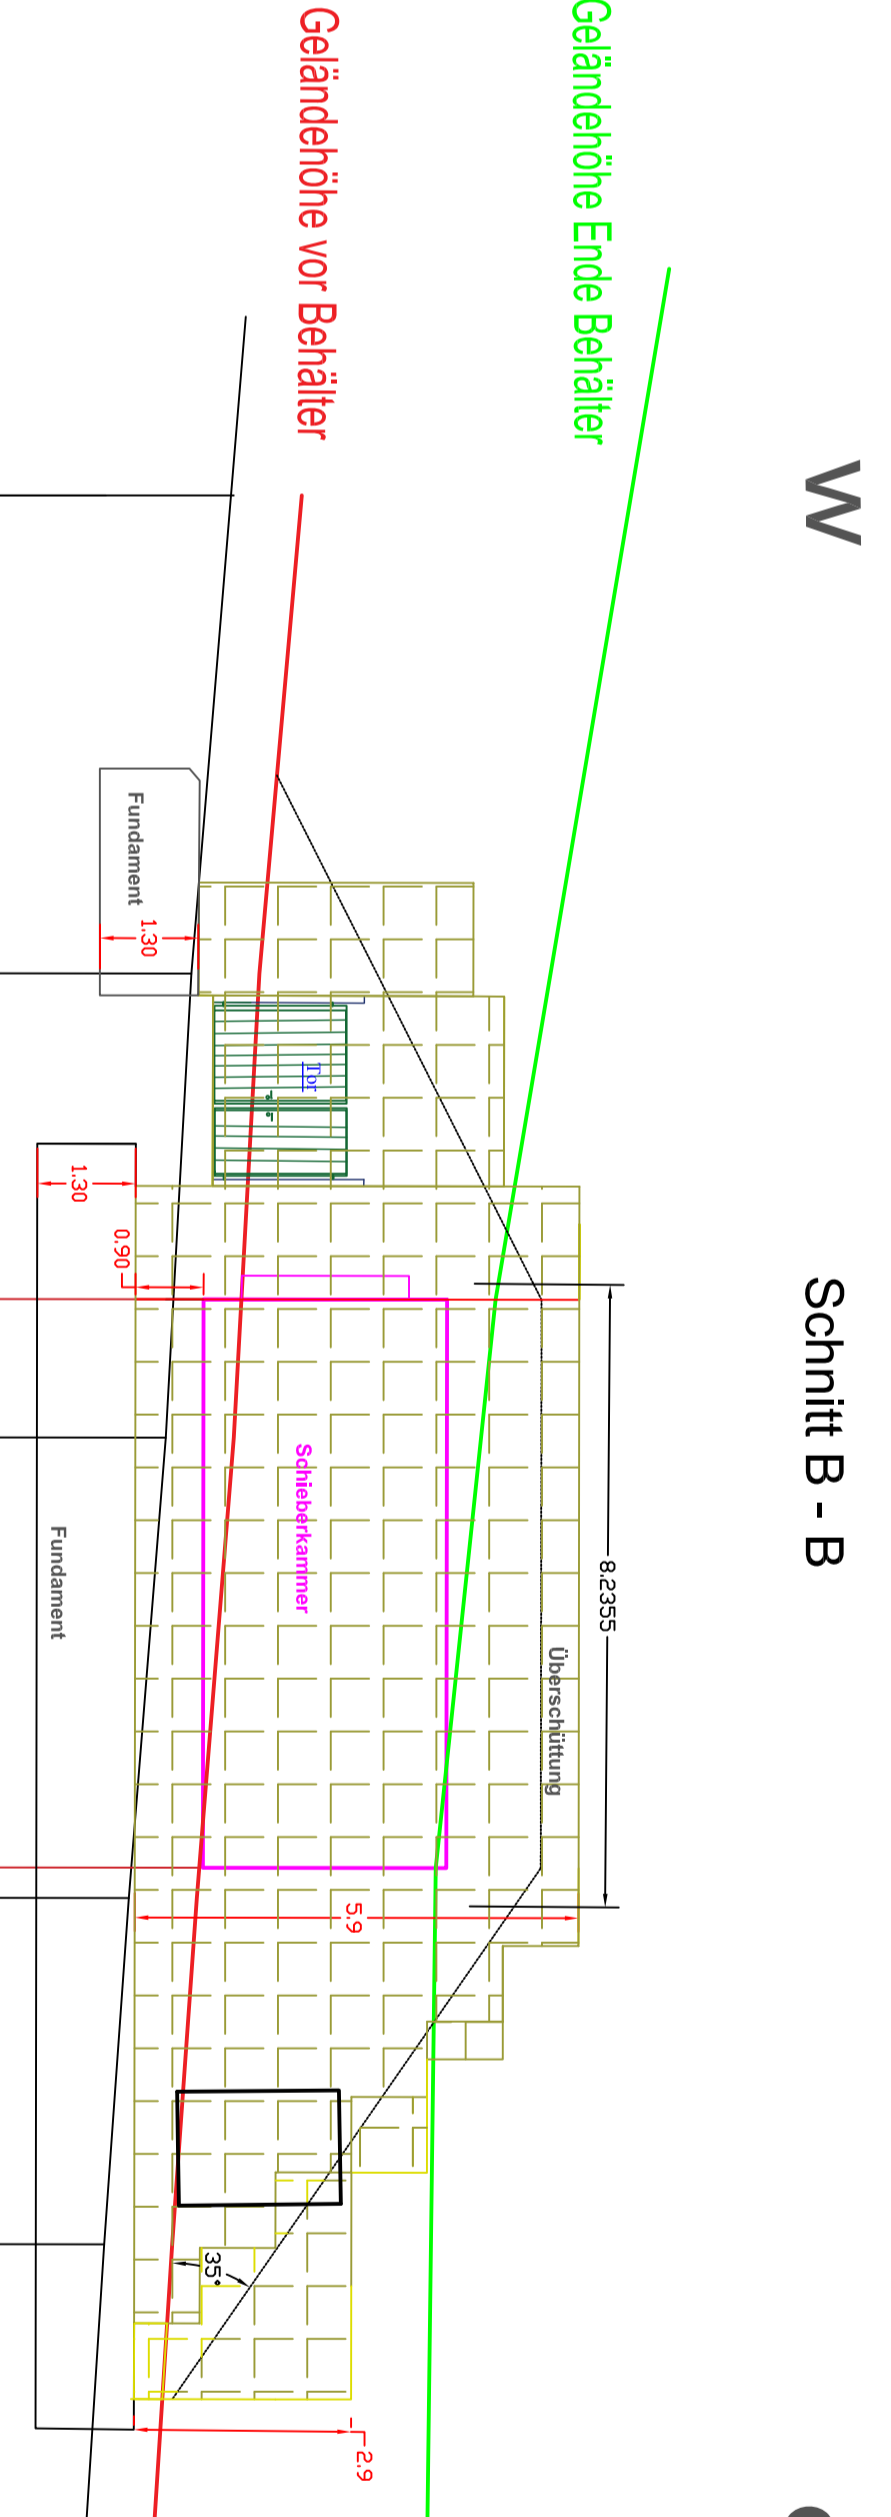 W
Schnitt B - B
Geländehöhe Ende Behälter
Geländehöhe vor Behälter
8.2355
Überschüttung
Tor
Schieberkammer
5.9
2.9
35°
Fundament
1.30
0.90
1.30
Fundament